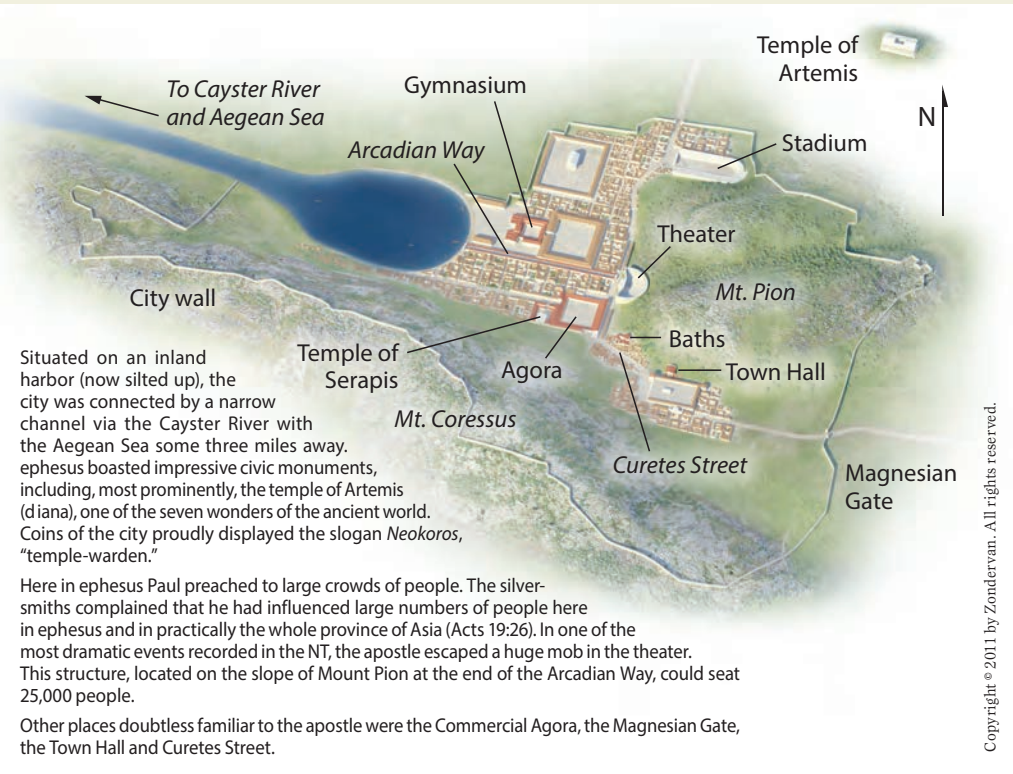 Temple of
Artemis
To Cayster River
and Aegean Sea
Gymnasium
N
Arcadian Way
Stadium
Theater
Mt. Pion
City wall
Baths
Temple of
Serapis
Agora
Town Hall
Mt. Coressus
Curetes Street
Magnesian
Gate
Situated on an inland
harbor (now silted up), the
city was connected by a narrow
channel via the Cayster River with
the Aegean Sea some three miles away.
ephesus boasted impressive civic monuments,
including, most prominently, the temple of Artemis
(d iana), one of the seven wonders of the ancient world.
Coins of the city proudly displayed the slogan Neokoros,
“temple-warden.”
Here in ephesus Paul preached to large crowds of people. The silver-
smiths complained that he had influenced large numbers of people here
in ephesus and in practically the whole province of Asia (Acts 19:26). In one of the
most dramatic events recorded in the NT, the apostle escaped a huge mob in the theater.
This structure, located on the slope of Mount Pion at the end of the Arcadian Way, could seat
25,000 people.
Other places doubtless familiar to the apostle were the Commercial Agora, the Magnesian Gate,
the Town Hall and Curetes Street.
Copyright © 2011 by Zondervan. All rights reserved.